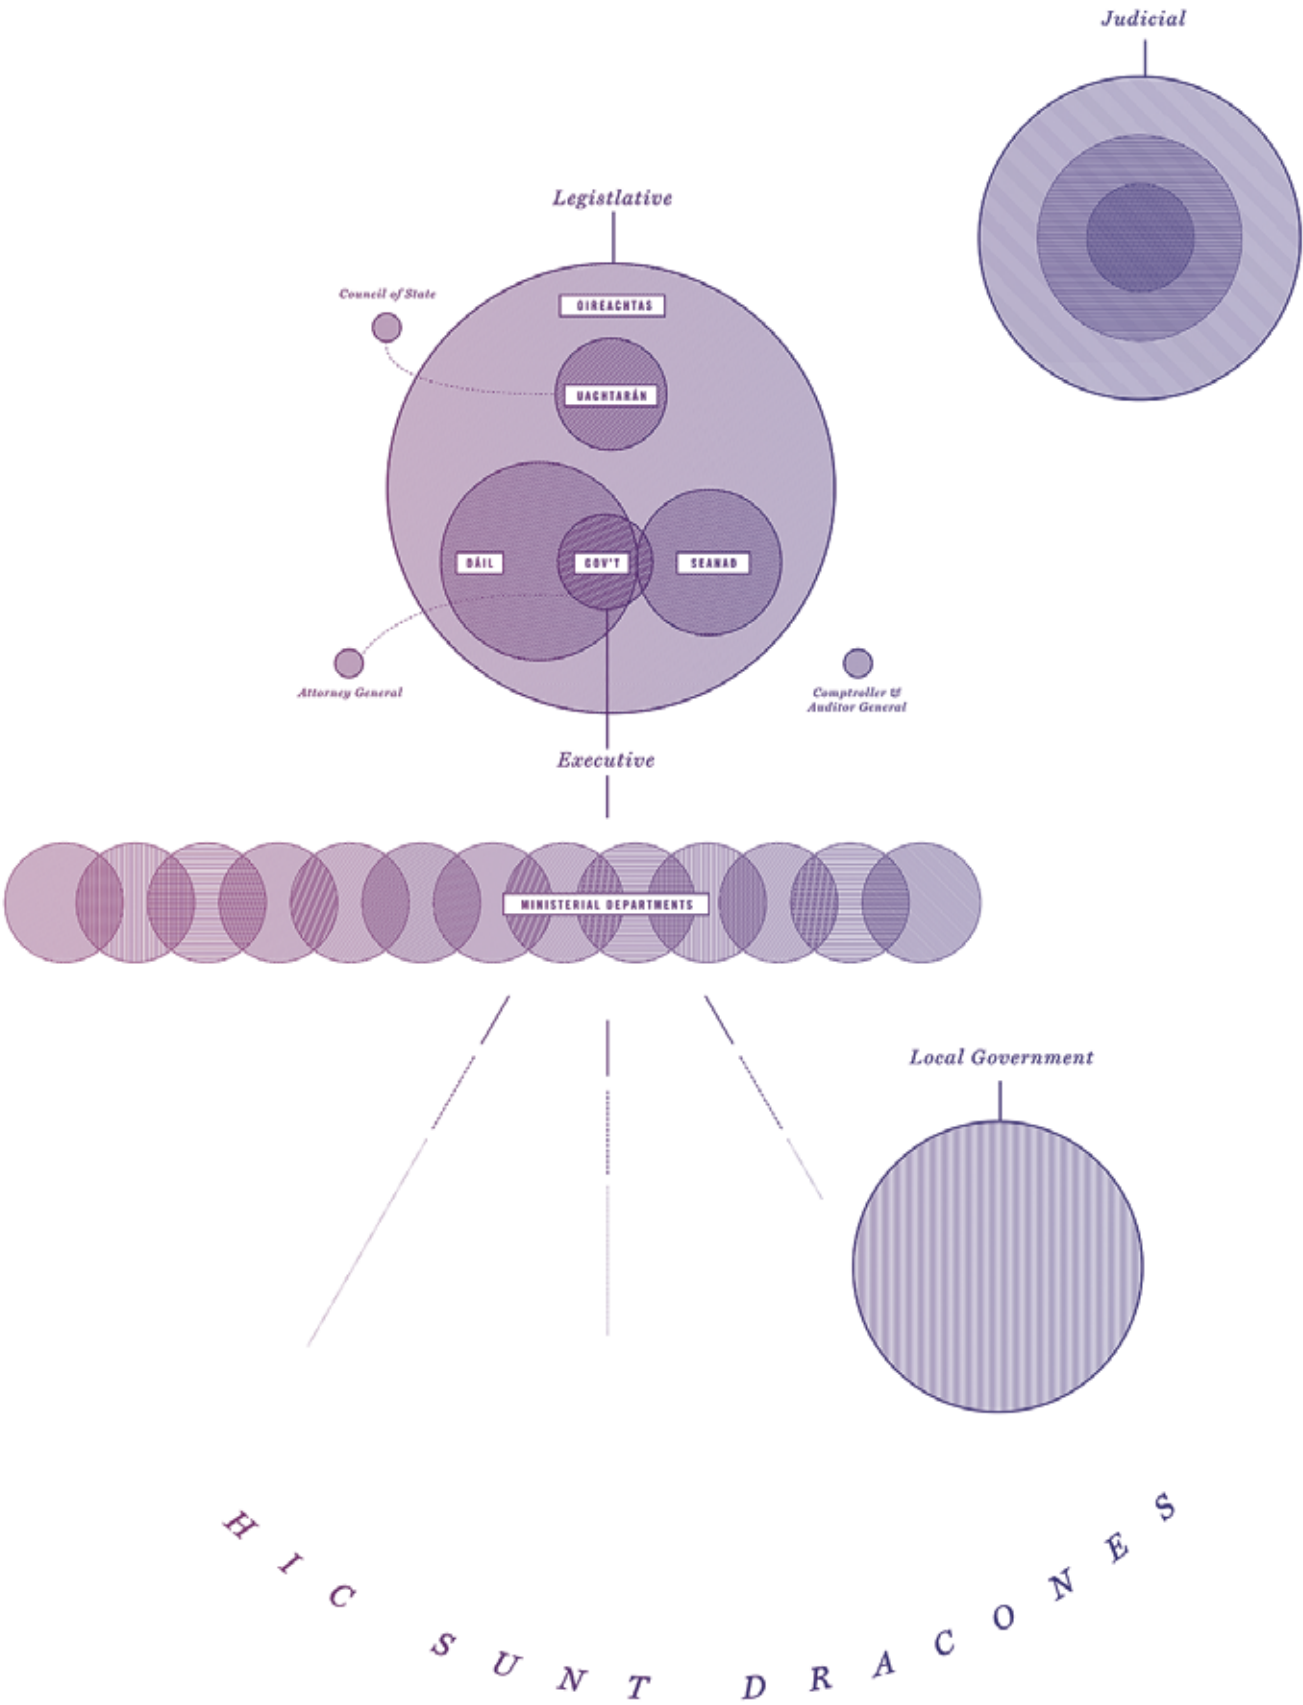 Judicial
Legistlative
Council of State
OIREACHTAS
UACHTARÁN
DÁIL
GOV'T
SEANAD
Attorney General
Comptroller &
Auditor General
Executive
MINISTERIAL DEPARTMENTS
Local Government
HIC SUNT DRACONES